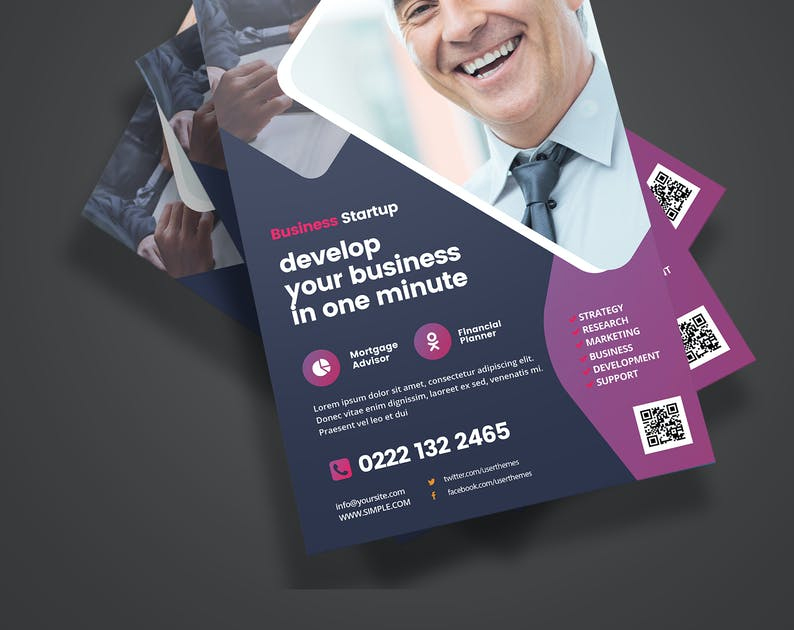 Business Startup
develop
your business
in one minute
Mortgage
Advisor
Financial
Planner
Lorem ipsum dolor sit amet, consectetur adipiscing elit.
Donec vitae enim dignissim, laoreet ex sed, venenatis mi.
Praesent vel leo et dui
0222 132 2465
info@yoursite.com
WWW.SIMPLE.COM
twitter.com/userthemes
facebook.com/userthemes
STRATEGY
RESEARCH
MARKETING
BUSINESS
DEVELOPMENT
SUPPORT